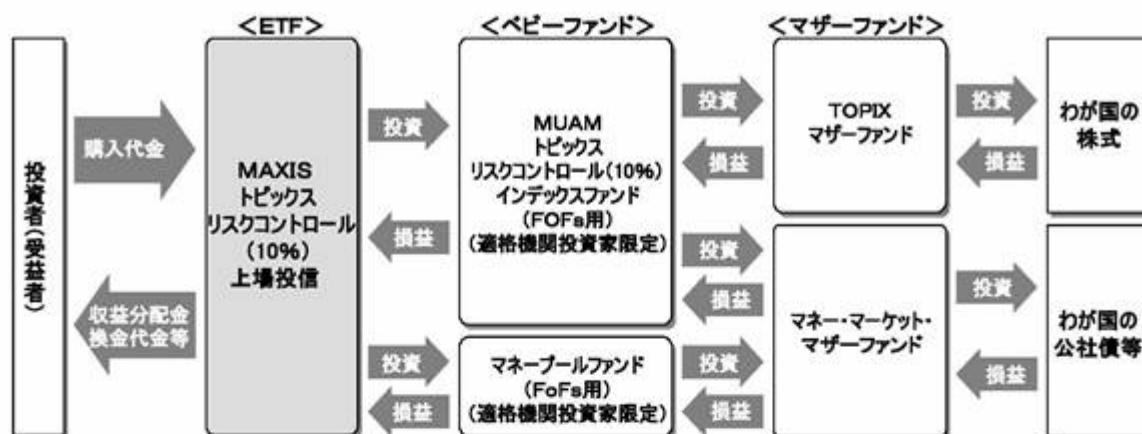 <ETF>
<ベビーファンド>
<マザーファンド>
投資者(受益者)
購入代金
収益分配金
換金代金等
MAXIS
トピックス
リスクコントロール
(10%)
上場投信
投資
損益
投資
損益
MUAM
トピックス
リスクコントロール(10%)
インデックスファンド
(FOFs用)
(適格機関投資家限定)
マネープールファンド
(FoFs用)
(適格機関投資家限定)
投資
損益
投資
損益
投資
損益
TOPIX
マザーファンド
マネー・マーケット・
マザーファンド
投資
損益
投資
損益
わが国の
株式
わが国の
公社債等